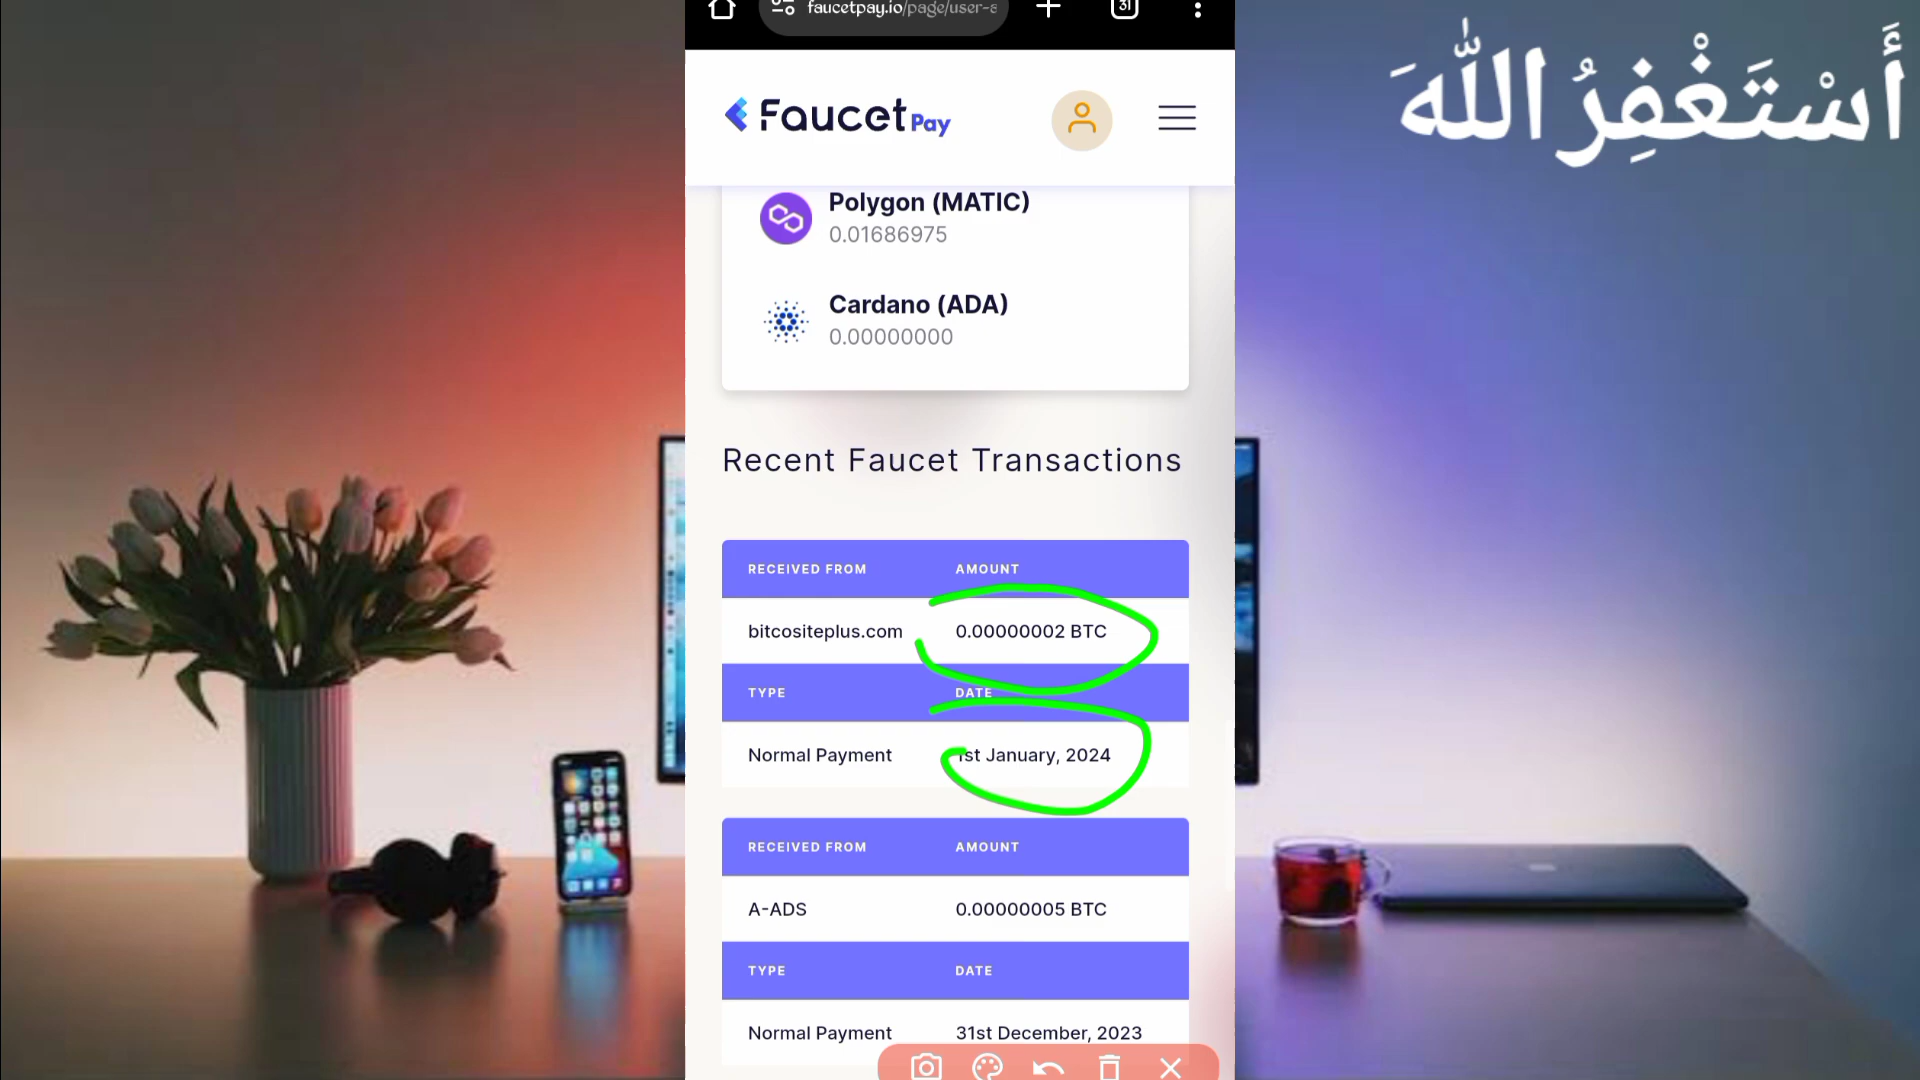 faucetpay.io/page/user-a
31
أَسْتَغْفِرُ اللّٰهَ
FaucetPay
Polygon (MATIC)
0.01686975
Cardano (ADA)
0.00000000
Recent Faucet Transactions
RECEIVED FROM AMOUNT
bitcositeplus.com 0.00000002 BTC
TYPE DATE
Normal Payment 1st January, 2024
RECEIVED FROM AMOUNT
A-ADS 0.00000005 BTC
TYPE DATE
Normal Payment 31st December, 2023